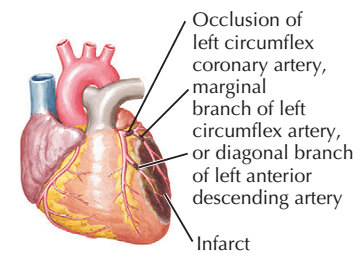 Occlusion of
left circumflex
coronary artery,
marginal
branch of left
circumflex artery,
or diagonal branch
of left anterior
descending artery
Infarct